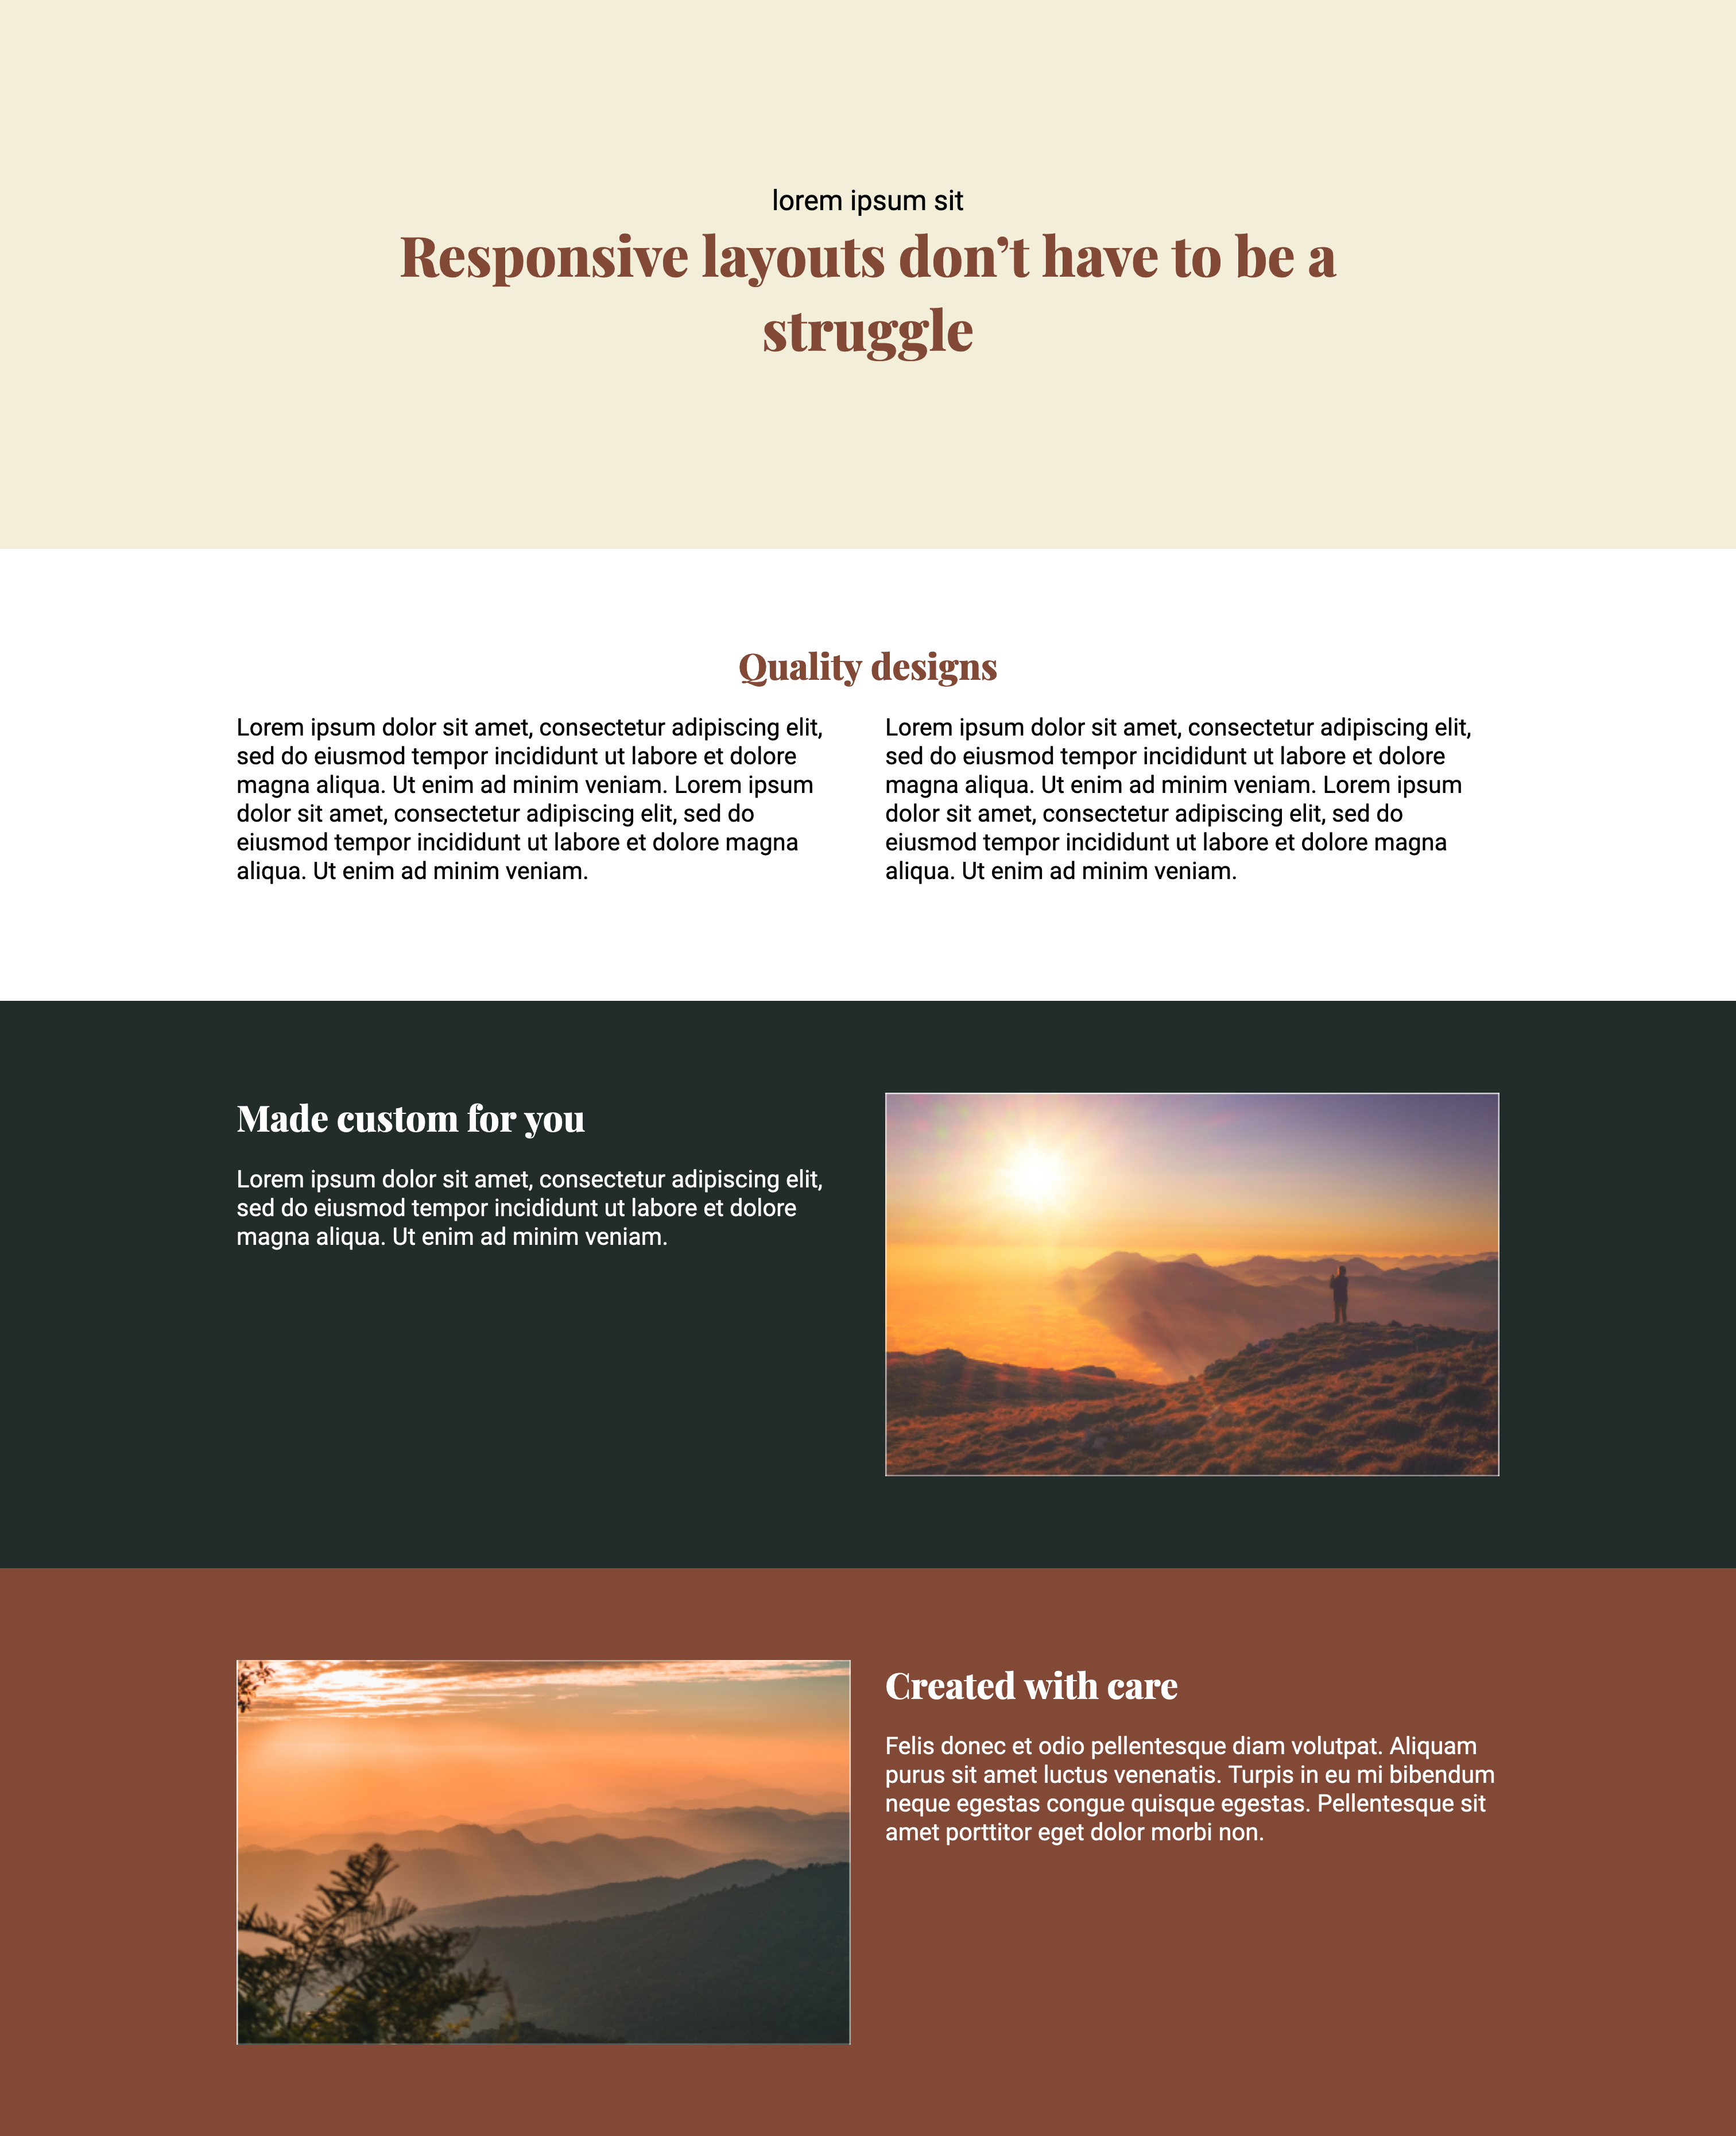 lorem ipsum sit
Responsive layouts don’t have to be a
struggle
Quality designs
Lorem ipsum dolor sit amet, consectetur adipiscing elit,
sed do eiusmod tempor incididunt ut labore et dolore
magna aliqua. Ut enim ad minim veniam. Lorem ipsum
dolor sit amet, consectetur adipiscing elit, sed do
eiusmod tempor incididunt ut labore et dolore magna
aliqua. Ut enim ad minim veniam.
Lorem ipsum dolor sit amet, consectetur adipiscing elit,
sed do eiusmod tempor incididunt ut labore et dolore
magna aliqua. Ut enim ad minim veniam. Lorem ipsum
dolor sit amet, consectetur adipiscing elit, sed do
eiusmod tempor incididunt ut labore et dolore magna
aliqua. Ut enim ad minim veniam.
Made custom for you
Lorem ipsum dolor sit amet, consectetur adipiscing elit,
sed do eiusmod tempor incididunt ut labore et dolore
magna aliqua. Ut enim ad minim veniam.
Created with care
Felis donec et odio pellentesque diam volutpat. Aliquam
purus sit amet luctus venenatis. Turpis in eu mi bibendum
neque egestas congue quisque egestas. Pellentesque sit
amet porttitor eget dolor morbi non.